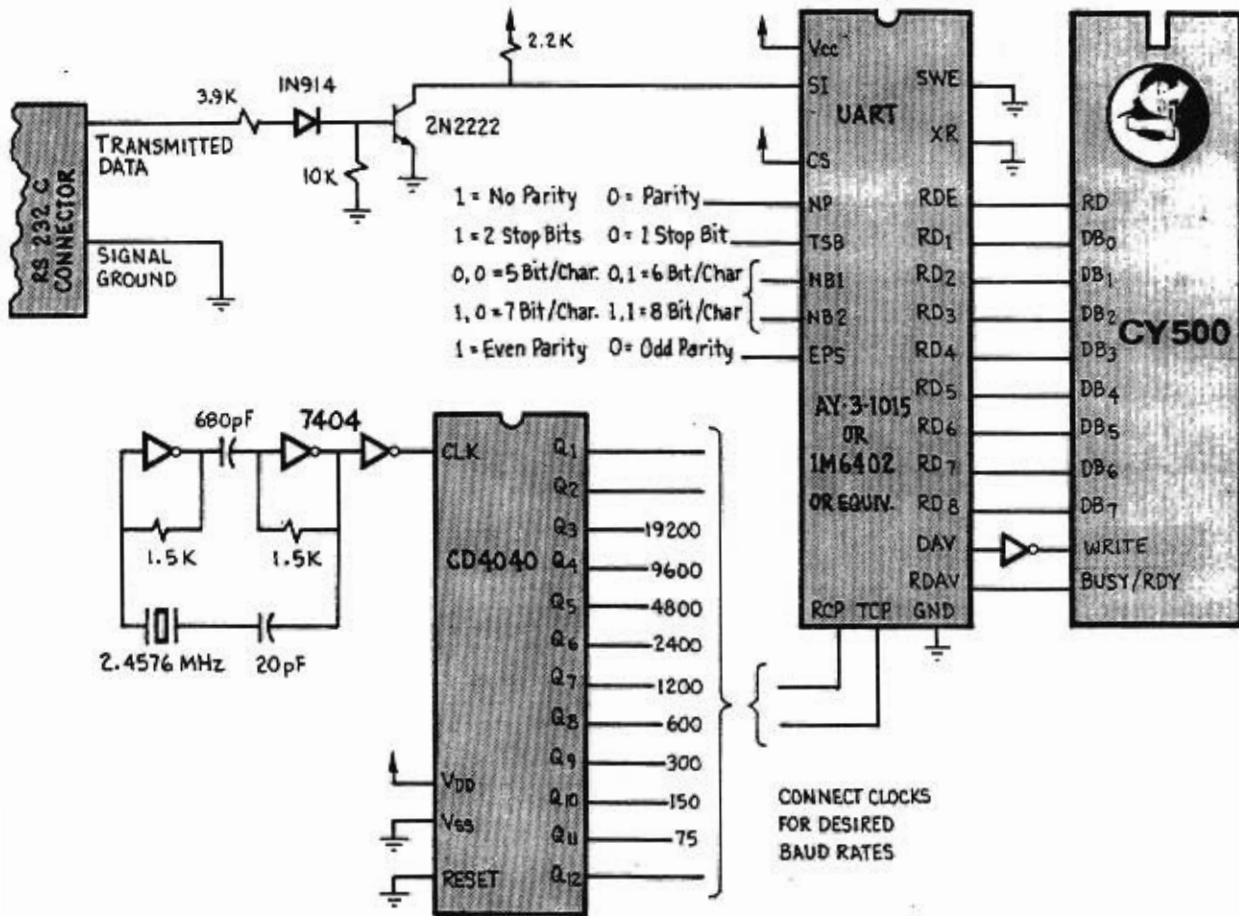 RS 232 C
CONNECTOR
TRANSMITTED
DATA
SIGNAL
GROUND
3.9K
1N914
10K
2N2222
2.2K
1 = No Parity 0 = Parity
1 = 2 Stop Bits 0 = 1 Stop Bit
0,0 = 5 Bit/Char. 0,1 = 6 Bit/Char
1,0 = 7 Bit/Char. 1,1 = 8 Bit/Char
1 = Even Parity 0 = Odd Parity
Vcc
SI
CS
NP
TSB
NB1
NB2
EPS
UART
AY-3-1015
OR
IM6402
OR EQUIV.
SWE
XR
RDE
RD1
RD2
RD3
RD4
RD5
RD6
RD7
RD8
DAV
RDAV
RCP TCP GND
RD
DB0
DB1
DB2
DB3
DB4
DB5
DB6
DB7
WRITE
BUSY/RDY
CY500
680pF
7404
1.5K
1.5K
2.4576 MHz
20pF
CLK
CD4040
VDD
VSS
RESET
Q1
Q2
Q3 19200
Q4 9600
Q5 4800
Q6 2400
Q7 1200
Q8 600
Q9 300
Q10 150
Q11 75
Q12
CONNECT CLOCKS
FOR DESIRED
BAUD RATES